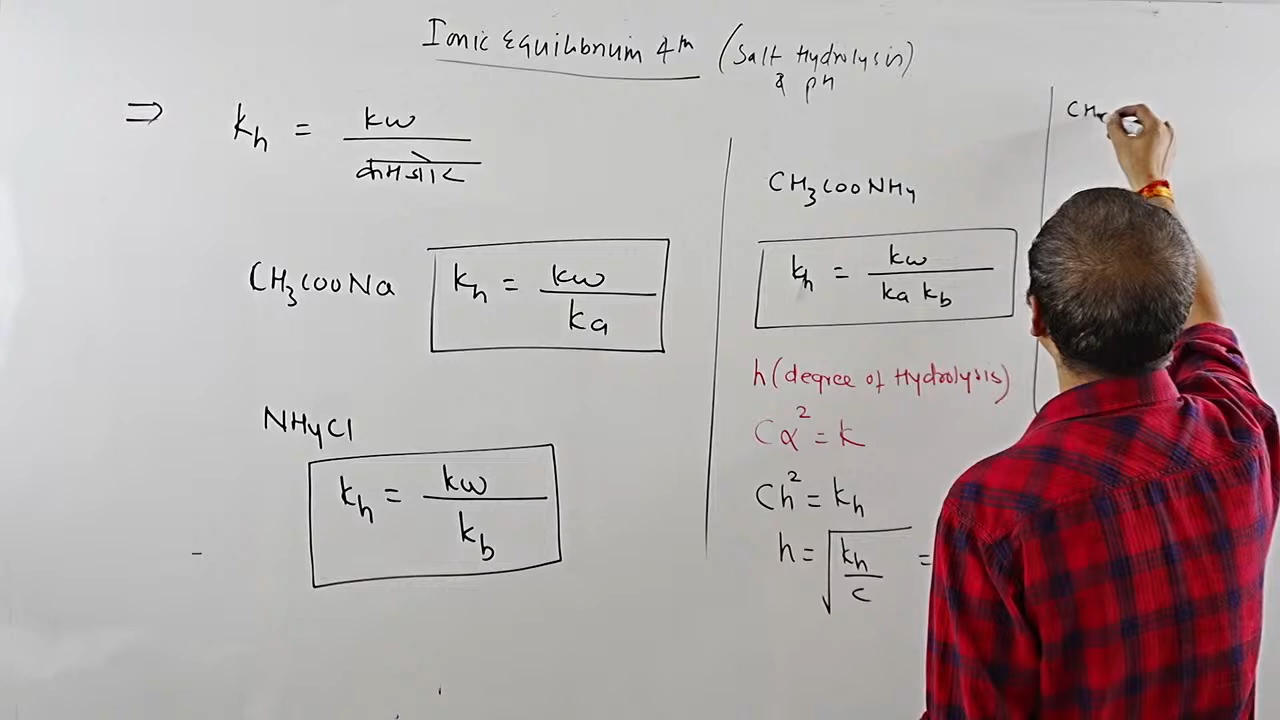 Ionic Equilibrium 4th (Salt Hydrolysis)
& pH
⇒ kh = kw
कमजोर
CH3COONa kh = kw / ka
NH4Cl
kh = kw / kb
CH3COONH4
kh = kw / ka kb
h (degree of Hydrolysis)
Cα² = k
Ch² = kh
h = √kh / c =
CH